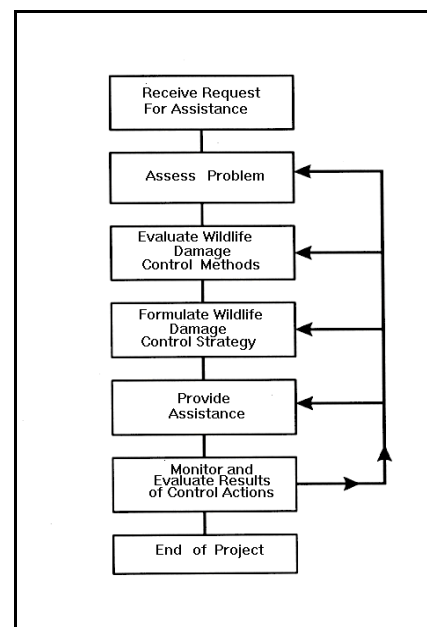 Receive Request
For Assistance
Assess Problem
Evaluate Wildlife
Damage
Control Methods
Formulate Wildlife
Damage
Control Strategy
Provide
Assistance
Monitor and
Evaluate Results
of Control Actions
End of Project